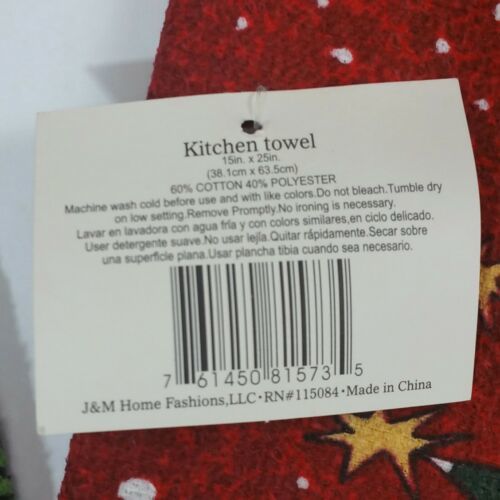 Kitchen towel
15in. x 25in.
(38.1cm x 63.5cm)
60% COTTON 40% POLYESTER
Machine wash cold before use and with like colors.Do not bleach.Tumble dry
on low setting.Remove Promptly.No ironing is necessary.
Lavar en lavadora con agua fría y con colores similares,en ciclo delicado.
User detergente suave.No usar lejía.Quitar rápidamente.Secar sobre
una superficie plana.Usar plancha tibia cuando sea necesario.
7 61450 81573 5
J&M Home Fashions,LLC·RN#115084·Made in China